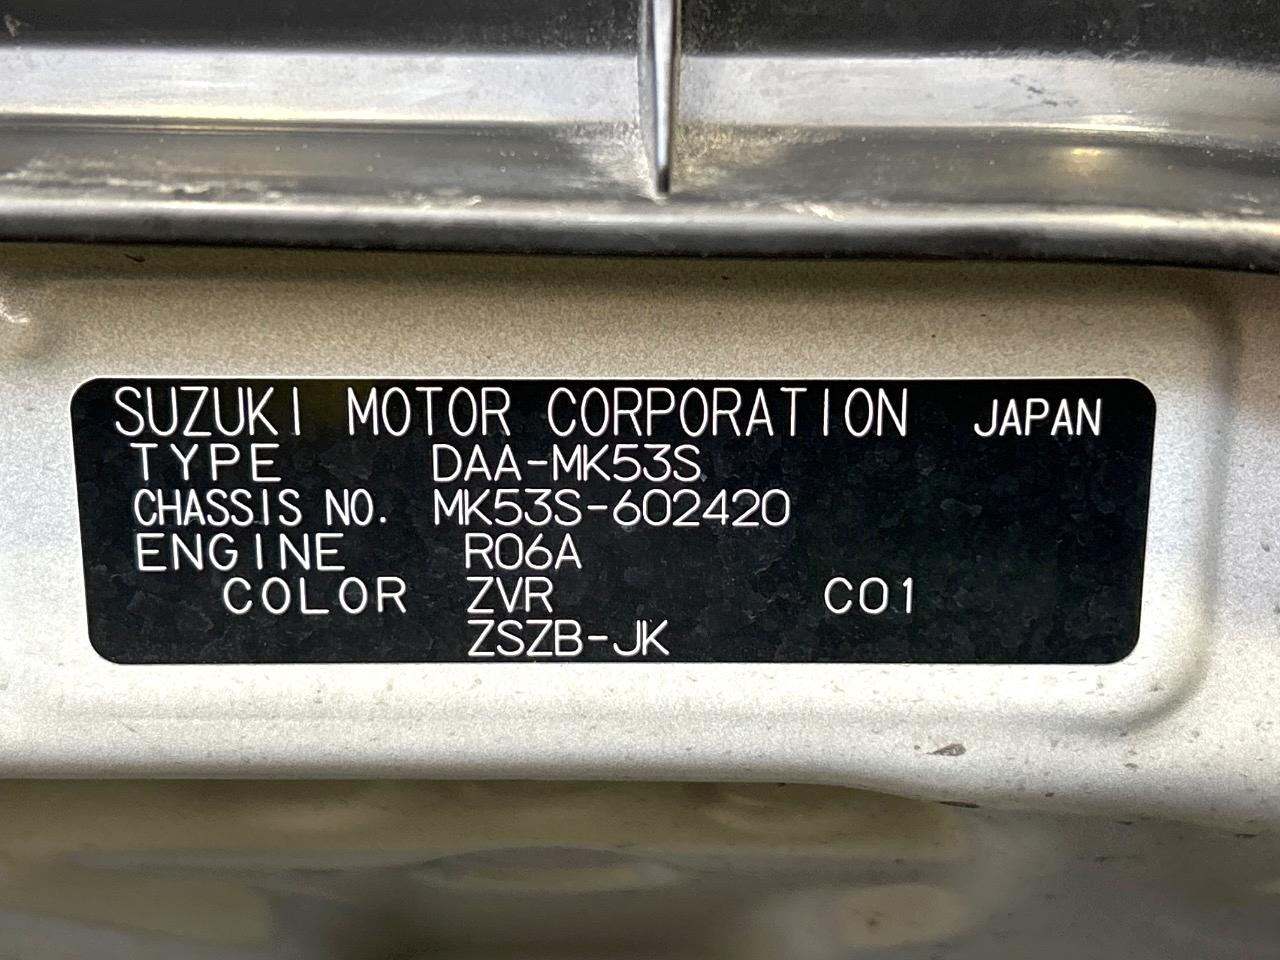 SUZUKI MOTOR CORPORATION JAPAN
TYPE DAA-MK53S
CHASSIS NO. MK53S-602420
ENGINE R06A
COLOR ZVR C01
ZSZB-JK